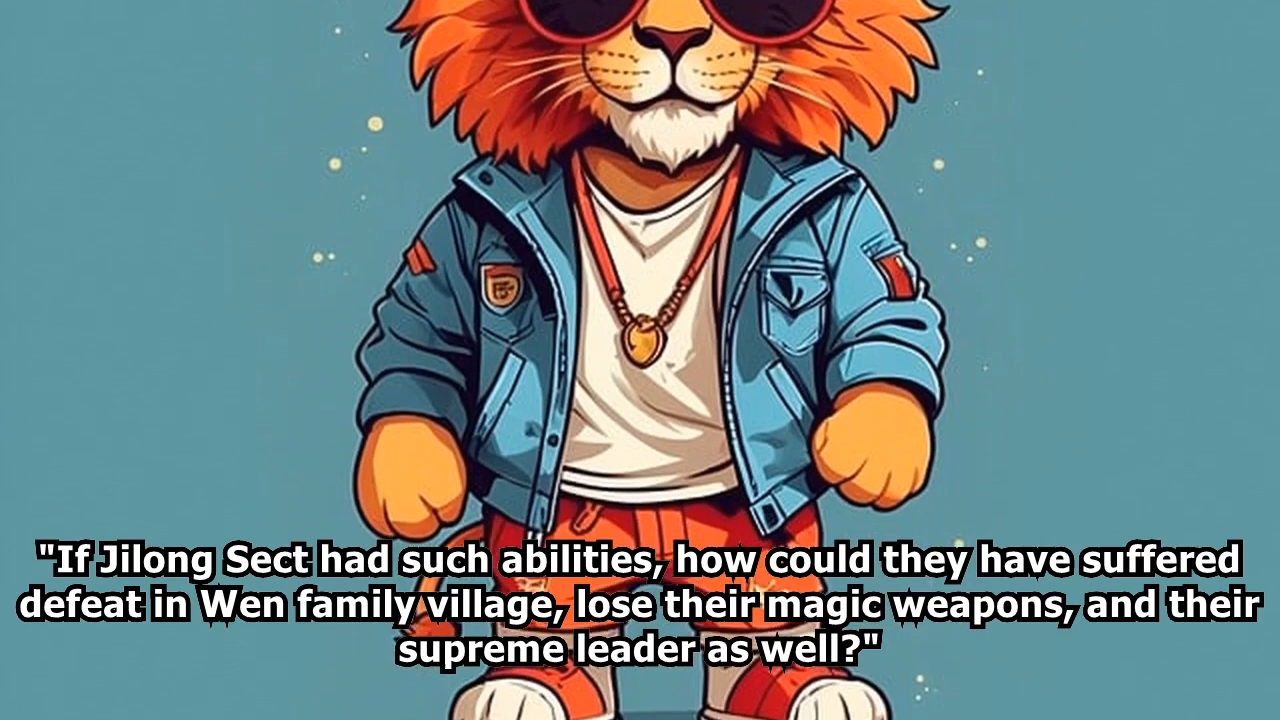 "If Jilong Sect had such abilities, how could they have suffered
defeat in Wen family village, lose their magic weapons, and their
supreme leader as well?"